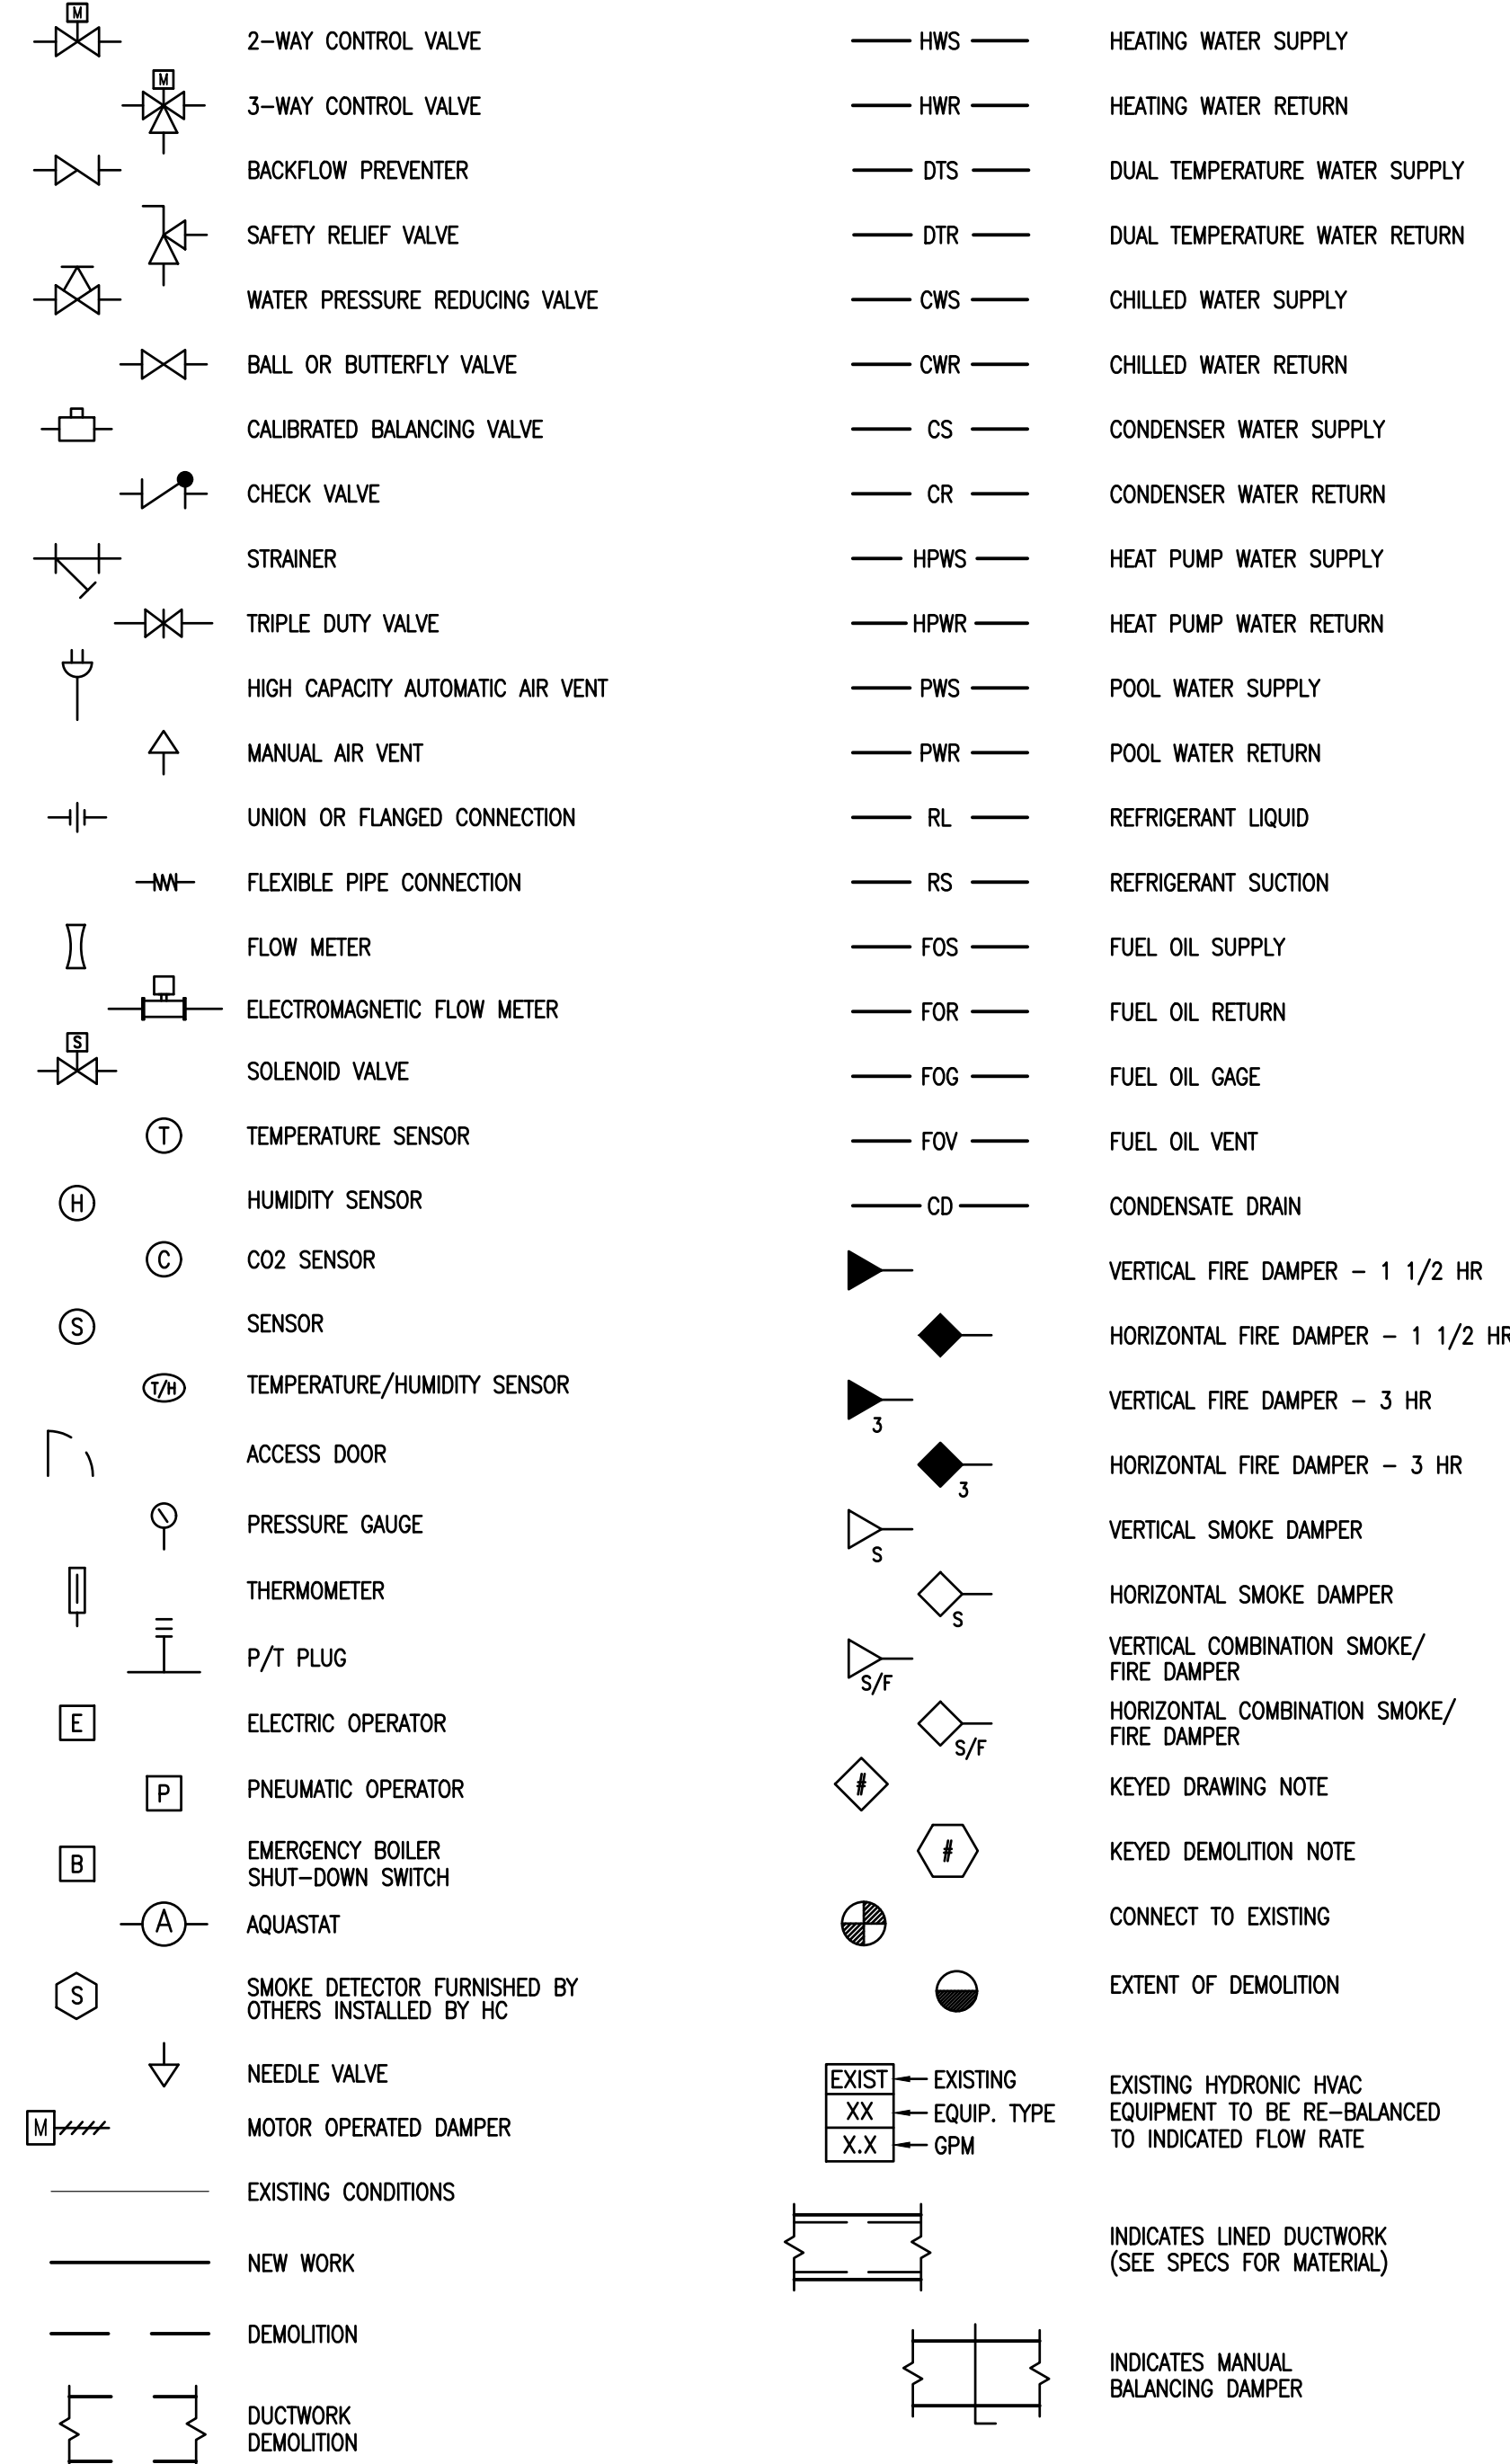 M
2-WAY CONTROL VALVE
M
3-WAY CONTROL VALVE
BACKFLOW PREVENTER
SAFETY RELIEF VALVE
WATER PRESSURE REDUCING VALVE
BALL OR BUTTERFLY VALVE
CALIBRATED BALANCING VALVE
CHECK VALVE
STRAINER
TRIPLE DUTY VALVE
HIGH CAPACITY AUTOMATIC AIR VENT
MANUAL AIR VENT
UNION OR FLANGED CONNECTION
FLEXIBLE PIPE CONNECTION
FLOW METER
ELECTROMAGNETIC FLOW METER
S
SOLENOID VALVE
T TEMPERATURE SENSOR
H HUMIDITY SENSOR
C CO2 SENSOR
S SENSOR
T/H TEMPERATURE/HUMIDITY SENSOR
ACCESS DOOR
PRESSURE GAUGE
THERMOMETER
P/T PLUG
E ELECTRIC OPERATOR
P PNEUMATIC OPERATOR
B EMERGENCY BOILER
SHUT-DOWN SWITCH
A AQUASTAT
S SMOKE DETECTOR FURNISHED BY
OTHERS INSTALLED BY HC
NEEDLE VALVE
M MOTOR OPERATED DAMPER
EXISTING CONDITIONS
NEW WORK
DEMOLITION
DUCTWORK
DEMOLITION
HWS HEATING WATER SUPPLY
HWR HEATING WATER RETURN
DTS DUAL TEMPERATURE WATER SUPPLY
DTR DUAL TEMPERATURE WATER RETURN
CWS CHILLED WATER SUPPLY
CWR CHILLED WATER RETURN
CS CONDENSER WATER SUPPLY
CR CONDENSER WATER RETURN
HPWS HEAT PUMP WATER SUPPLY
HPWR HEAT PUMP WATER RETURN
PWS POOL WATER SUPPLY
PWR POOL WATER RETURN
RL REFRIGERANT LIQUID
RS REFRIGERANT SUCTION
FOS FUEL OIL SUPPLY
FOR FUEL OIL RETURN
FOG FUEL OIL GAGE
FOV FUEL OIL VENT
CD CONDENSATE DRAIN
VERTICAL FIRE DAMPER - 1 1/2 HR
HORIZONTAL FIRE DAMPER - 1 1/2 HR
VERTICAL FIRE DAMPER - 3 HR
3
HORIZONTAL FIRE DAMPER - 3 HR
3
VERTICAL SMOKE DAMPER
S
HORIZONTAL SMOKE DAMPER
S
VERTICAL COMBINATION SMOKE/
FIRE DAMPER
S/F
HORIZONTAL COMBINATION SMOKE/
FIRE DAMPER
S/F
# KEYED DRAWING NOTE
# KEYED DEMOLITION NOTE
CONNECT TO EXISTING
EXTENT OF DEMOLITION
EXIST EXISTING
XX EQUIP. TYPE
X.X GPM
EXISTING HYDRONIC HVAC
EQUIPMENT TO BE RE-BALANCED
TO INDICATED FLOW RATE
INDICATES LINED DUCTWORK
(SEE SPECS FOR MATERIAL)
INDICATES MANUAL
BALANCING DAMPER